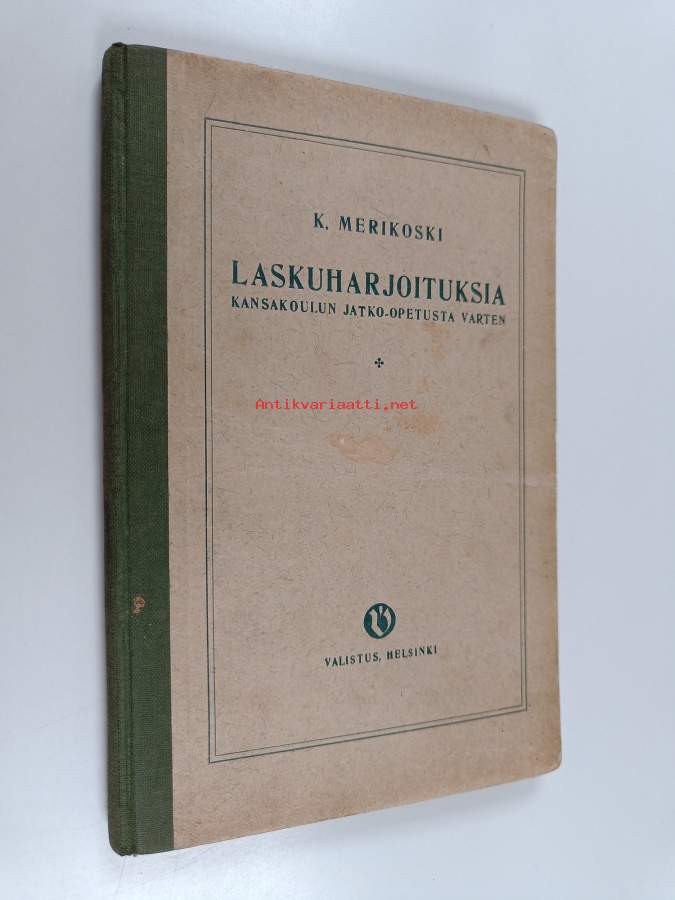 K. MERIKOSKI
LASKUHARJOITUKSIA
KANSAKOULUN JATKO-OPETUSTA VARTEN
Antikvariaatti.net
V
VALISTUS, HELSINKI